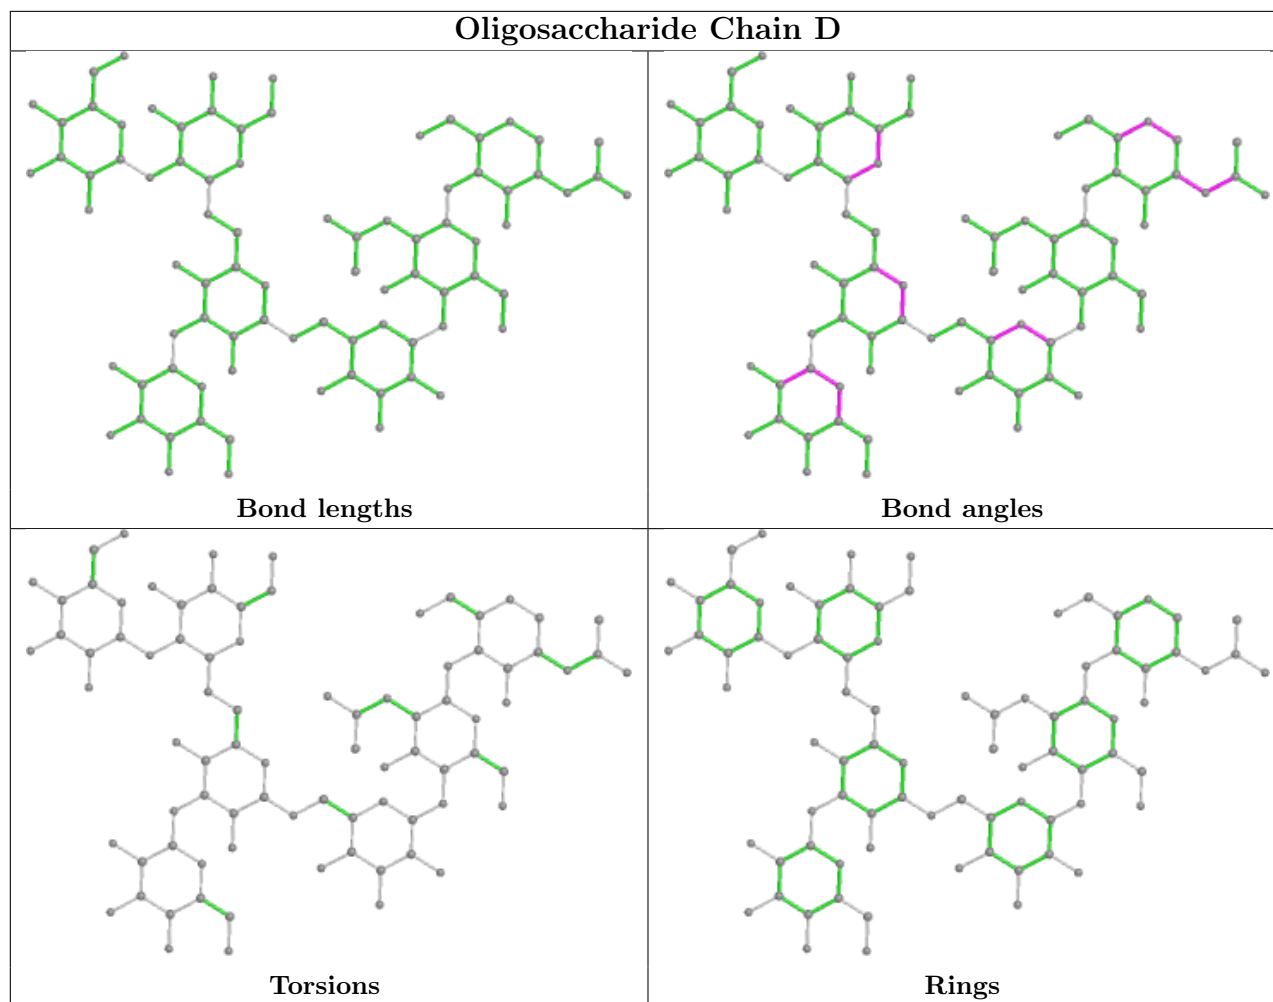 Oligosaccharide Chain D
Bond lengths
Bond angles
Torsions
Rings